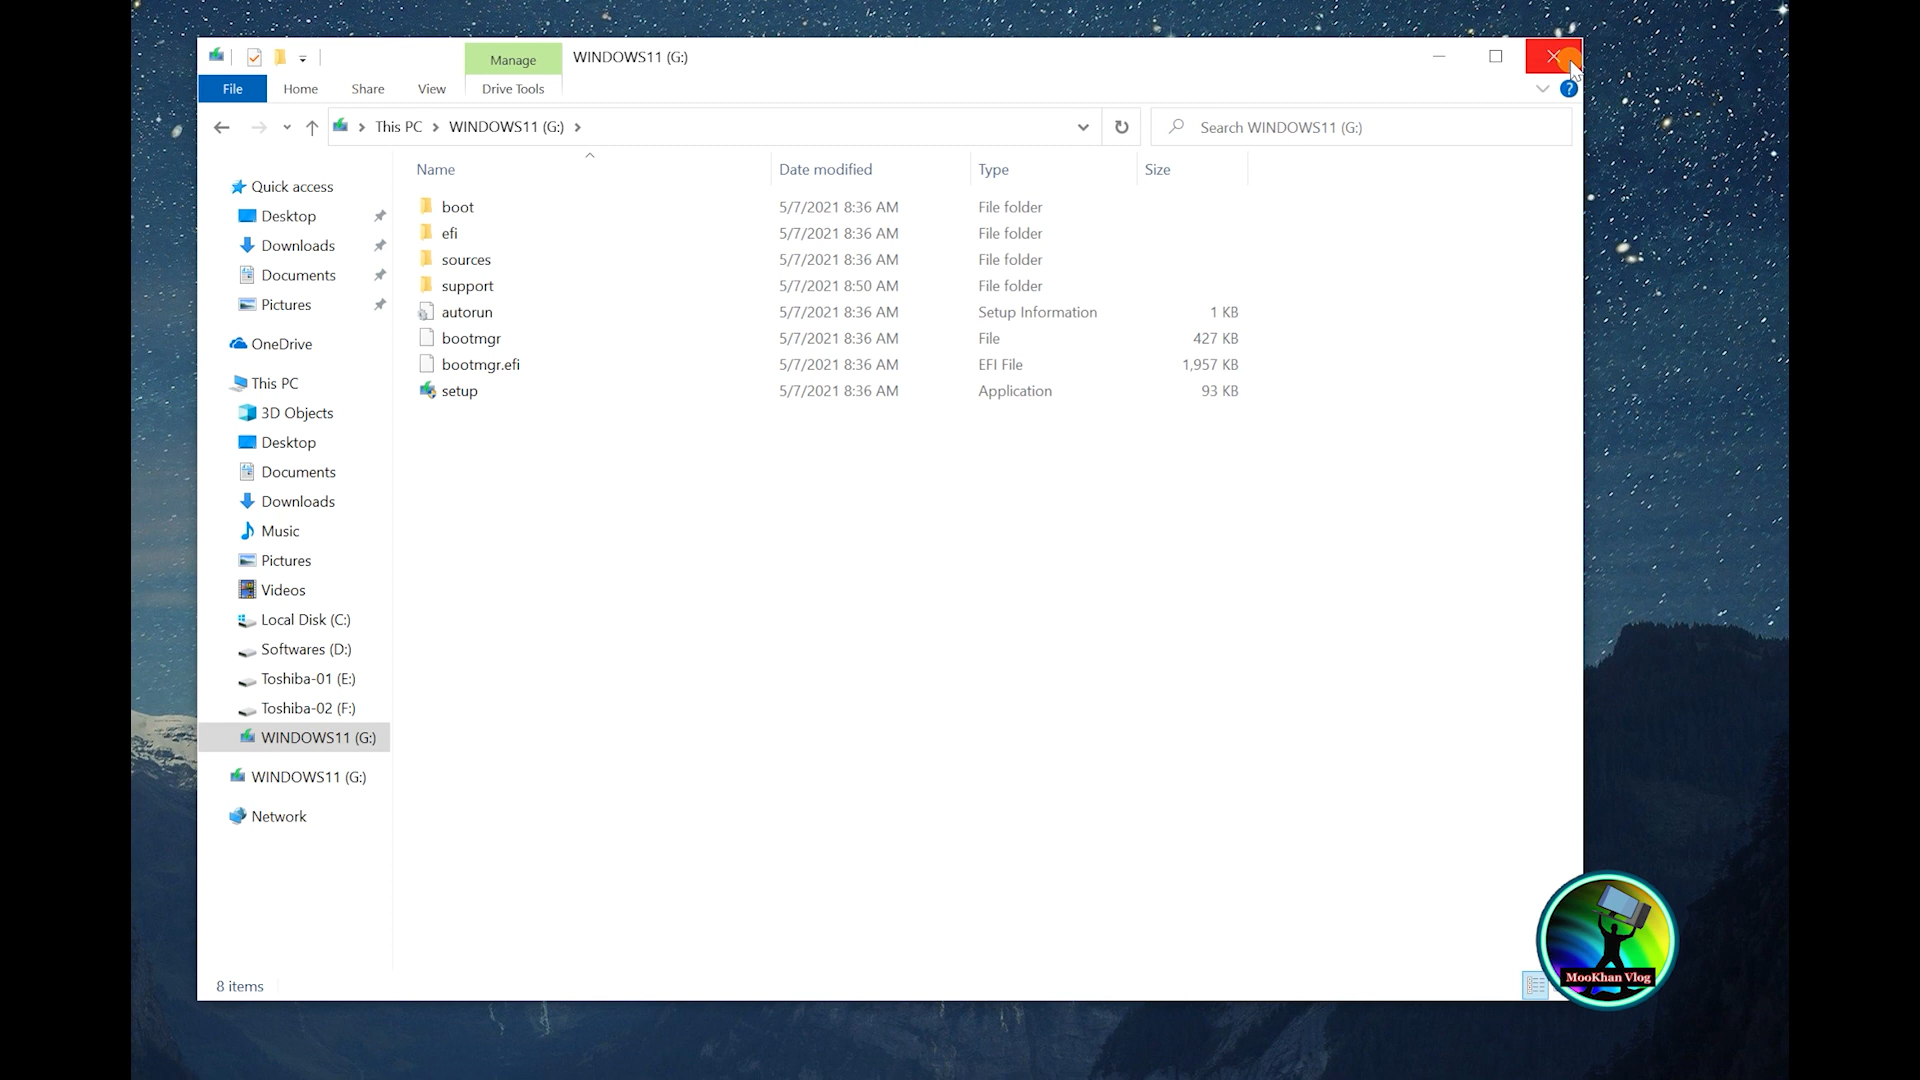 Manage WINDOWS11 (G:)
File Home Share View Drive Tools
This PC WINDOWS11 (G:) Search WINDOWS11 (G:)
Name Date modified Type Size
Quick access
Desktop
Downloads
Documents
Pictures
OneDrive
This PC
3D Objects
Desktop
Documents
Downloads
Music
Pictures
Videos
Local Disk (C:)
Softwares (D:)
Toshiba-01 (E:)
Toshiba-02 (F:)
WINDOWS11 (G:)
WINDOWS11 (G:)
Network
boot 5/7/2021 8:36 AM File folder
efi 5/7/2021 8:36 AM File folder
sources 5/7/2021 8:36 AM File folder
support 5/7/2021 8:50 AM File folder
autorun 5/7/2021 8:36 AM Setup Information 1 KB
bootmgr 5/7/2021 8:36 AM File 427 KB
bootmgr.efi 5/7/2021 8:36 AM EFI File 1,957 KB
setup 5/7/2021 8:36 AM Application 93 KB
8 items
MooKhan Vlog